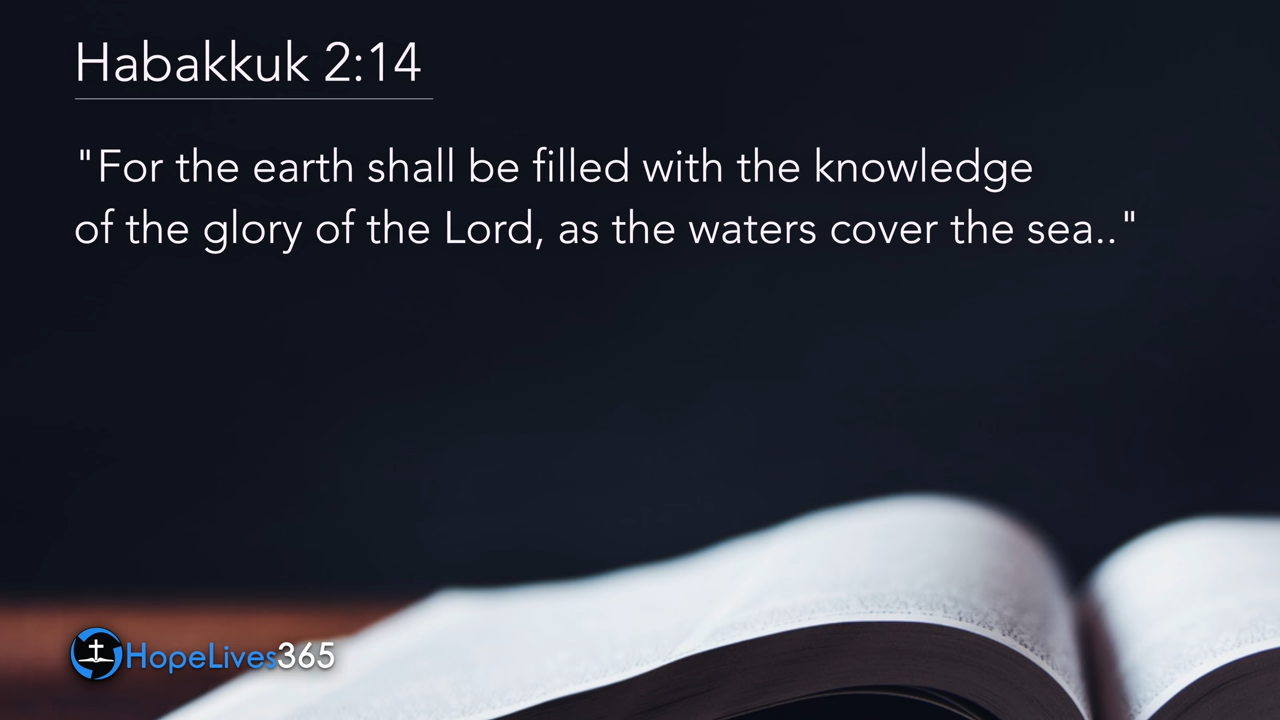 Habakkuk 2:14
"For the earth shall be filled with the knowledge
of the glory of the Lord, as the waters cover the sea.."
HopeLives365